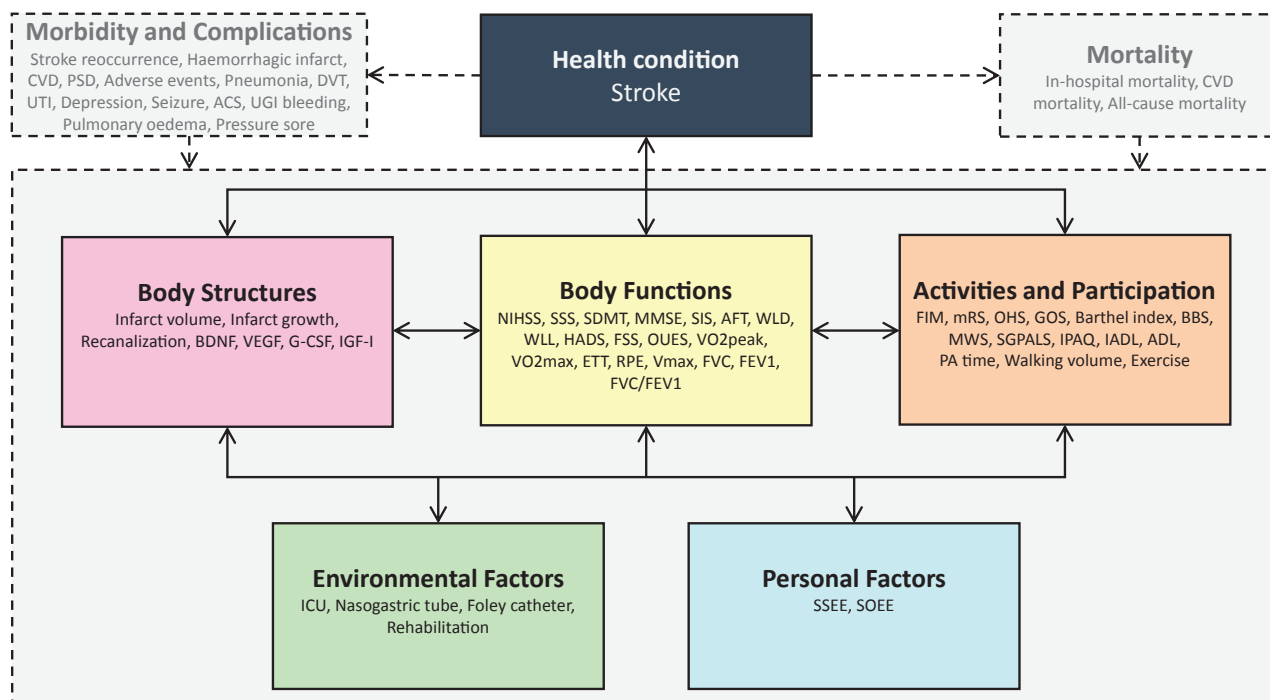 Morbidity and Complications
Stroke reoccurrence, Haemorrhagic infarct,
CVD, PSD, Adverse events, Pneumonia, DVT,
UTI, Depression, Seizure, ACS, UGI bleeding,
Pulmonary oedema, Pressure sore
Health condition
Stroke
Mortality
In-hospital mortality, CVD
mortality, All-cause mortality
Body Structures
Infarct volume, Infarct growth,
Recanalization, BDNF, VEGF, G-CSF, IGF-I
Body Functions
NIHSS, SSS, SDMT, MMSE, SIS, AFT, WLD,
WLL, HADS, FSS, OUES, VO2peak,
VO2max, ETT, RPE, Vmax, FVC, FEV1,
FVC/FEV1
Activities and Participation
FIM, mRS, OHS, GOS, Barthel index, BBS,
MWS, SGPALS, IPAQ, IADL, ADL,
PA time, Walking volume, Exercise
Environmental Factors
ICU, Nasogastric tube, Foley catheter,
Rehabilitation
Personal Factors
SSEE, SOEE